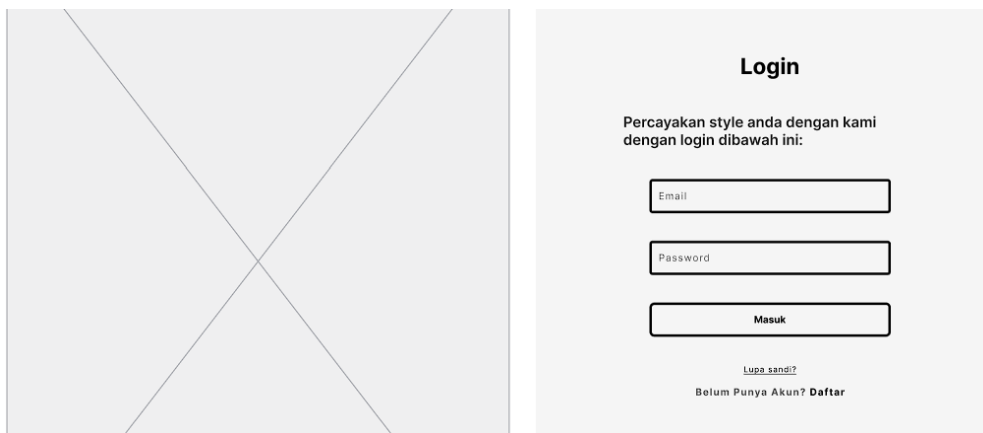 Login
Percayakan style anda dengan kami
dengan login dibawah ini:
Email
Password
Masuk
Lupa sandi?
Belum Punya Akun? Daftar